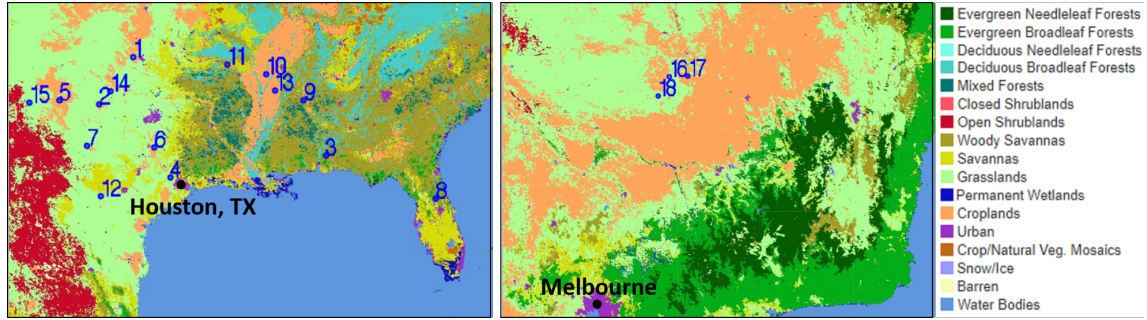 1
11
10
5
14
13
15
2
9
7
6
3
4
12
8
Houston, TX
16 17
18
Melbourne
Evergreen Needleleaf Forests
Evergreen Broadleaf Forests
Deciduous Needleleaf Forests
Deciduous Broadleaf Forests
Mixed Forests
Closed Shrublands
Open Shrublands
Woody Savannas
Savannas
Grasslands
Permanent Wetlands
Croplands
Urban
Crop/Natural Veg. Mosaics
Snow/Ice
Barren
Water Bodies